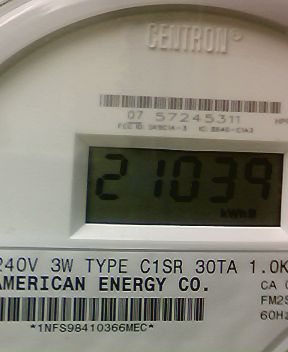 CENTRON®
07 57245311
21039
kWh
240V 3W TYPE C1SR 30TA 1.0K
AMERICAN ENERGY CO.
CA
FM2S
60Hz
*1NFS98410366MEC*